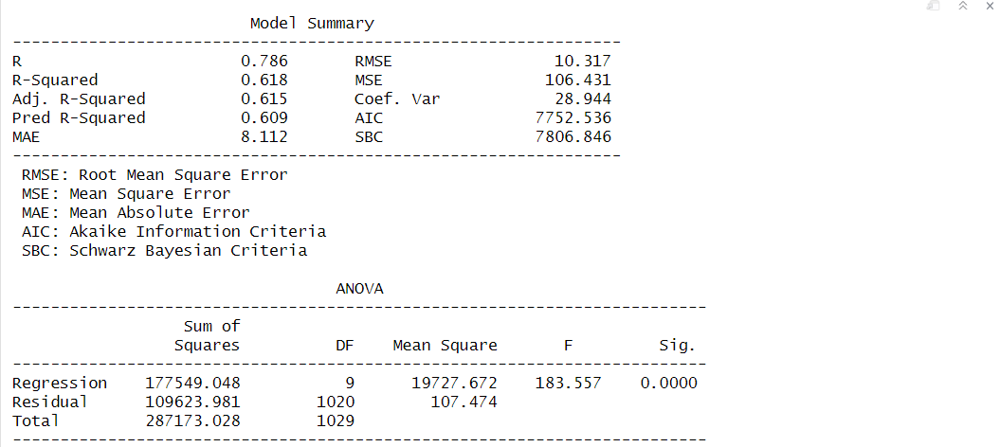 Model Summary
----------------------------------------------------------------
R                       0.786       RMSE                 10.317
R-Squared               0.618       MSE                 106.431
Adj. R-Squared          0.615       Coef. Var            28.944
Pred R-Squared          0.609       AIC                7752.536
MAE                     8.112       SBC                7806.846
----------------------------------------------------------------
RMSE: Root Mean Square Error
MSE: Mean Square Error
MAE: Mean Absolute Error
AIC: Akaike Information Criteria
SBC: Schwarz Bayesian Criteria
ANOVA
-------------------------------------------------------------------------
Sum of
Squares          DF    Mean Square       F         Sig.
-------------------------------------------------------------------------
Regression    177549.048           9      19727.672    183.557    0.0000
Residual      109623.981        1020        107.474
Total         287173.028        1029
-------------------------------------------------------------------------